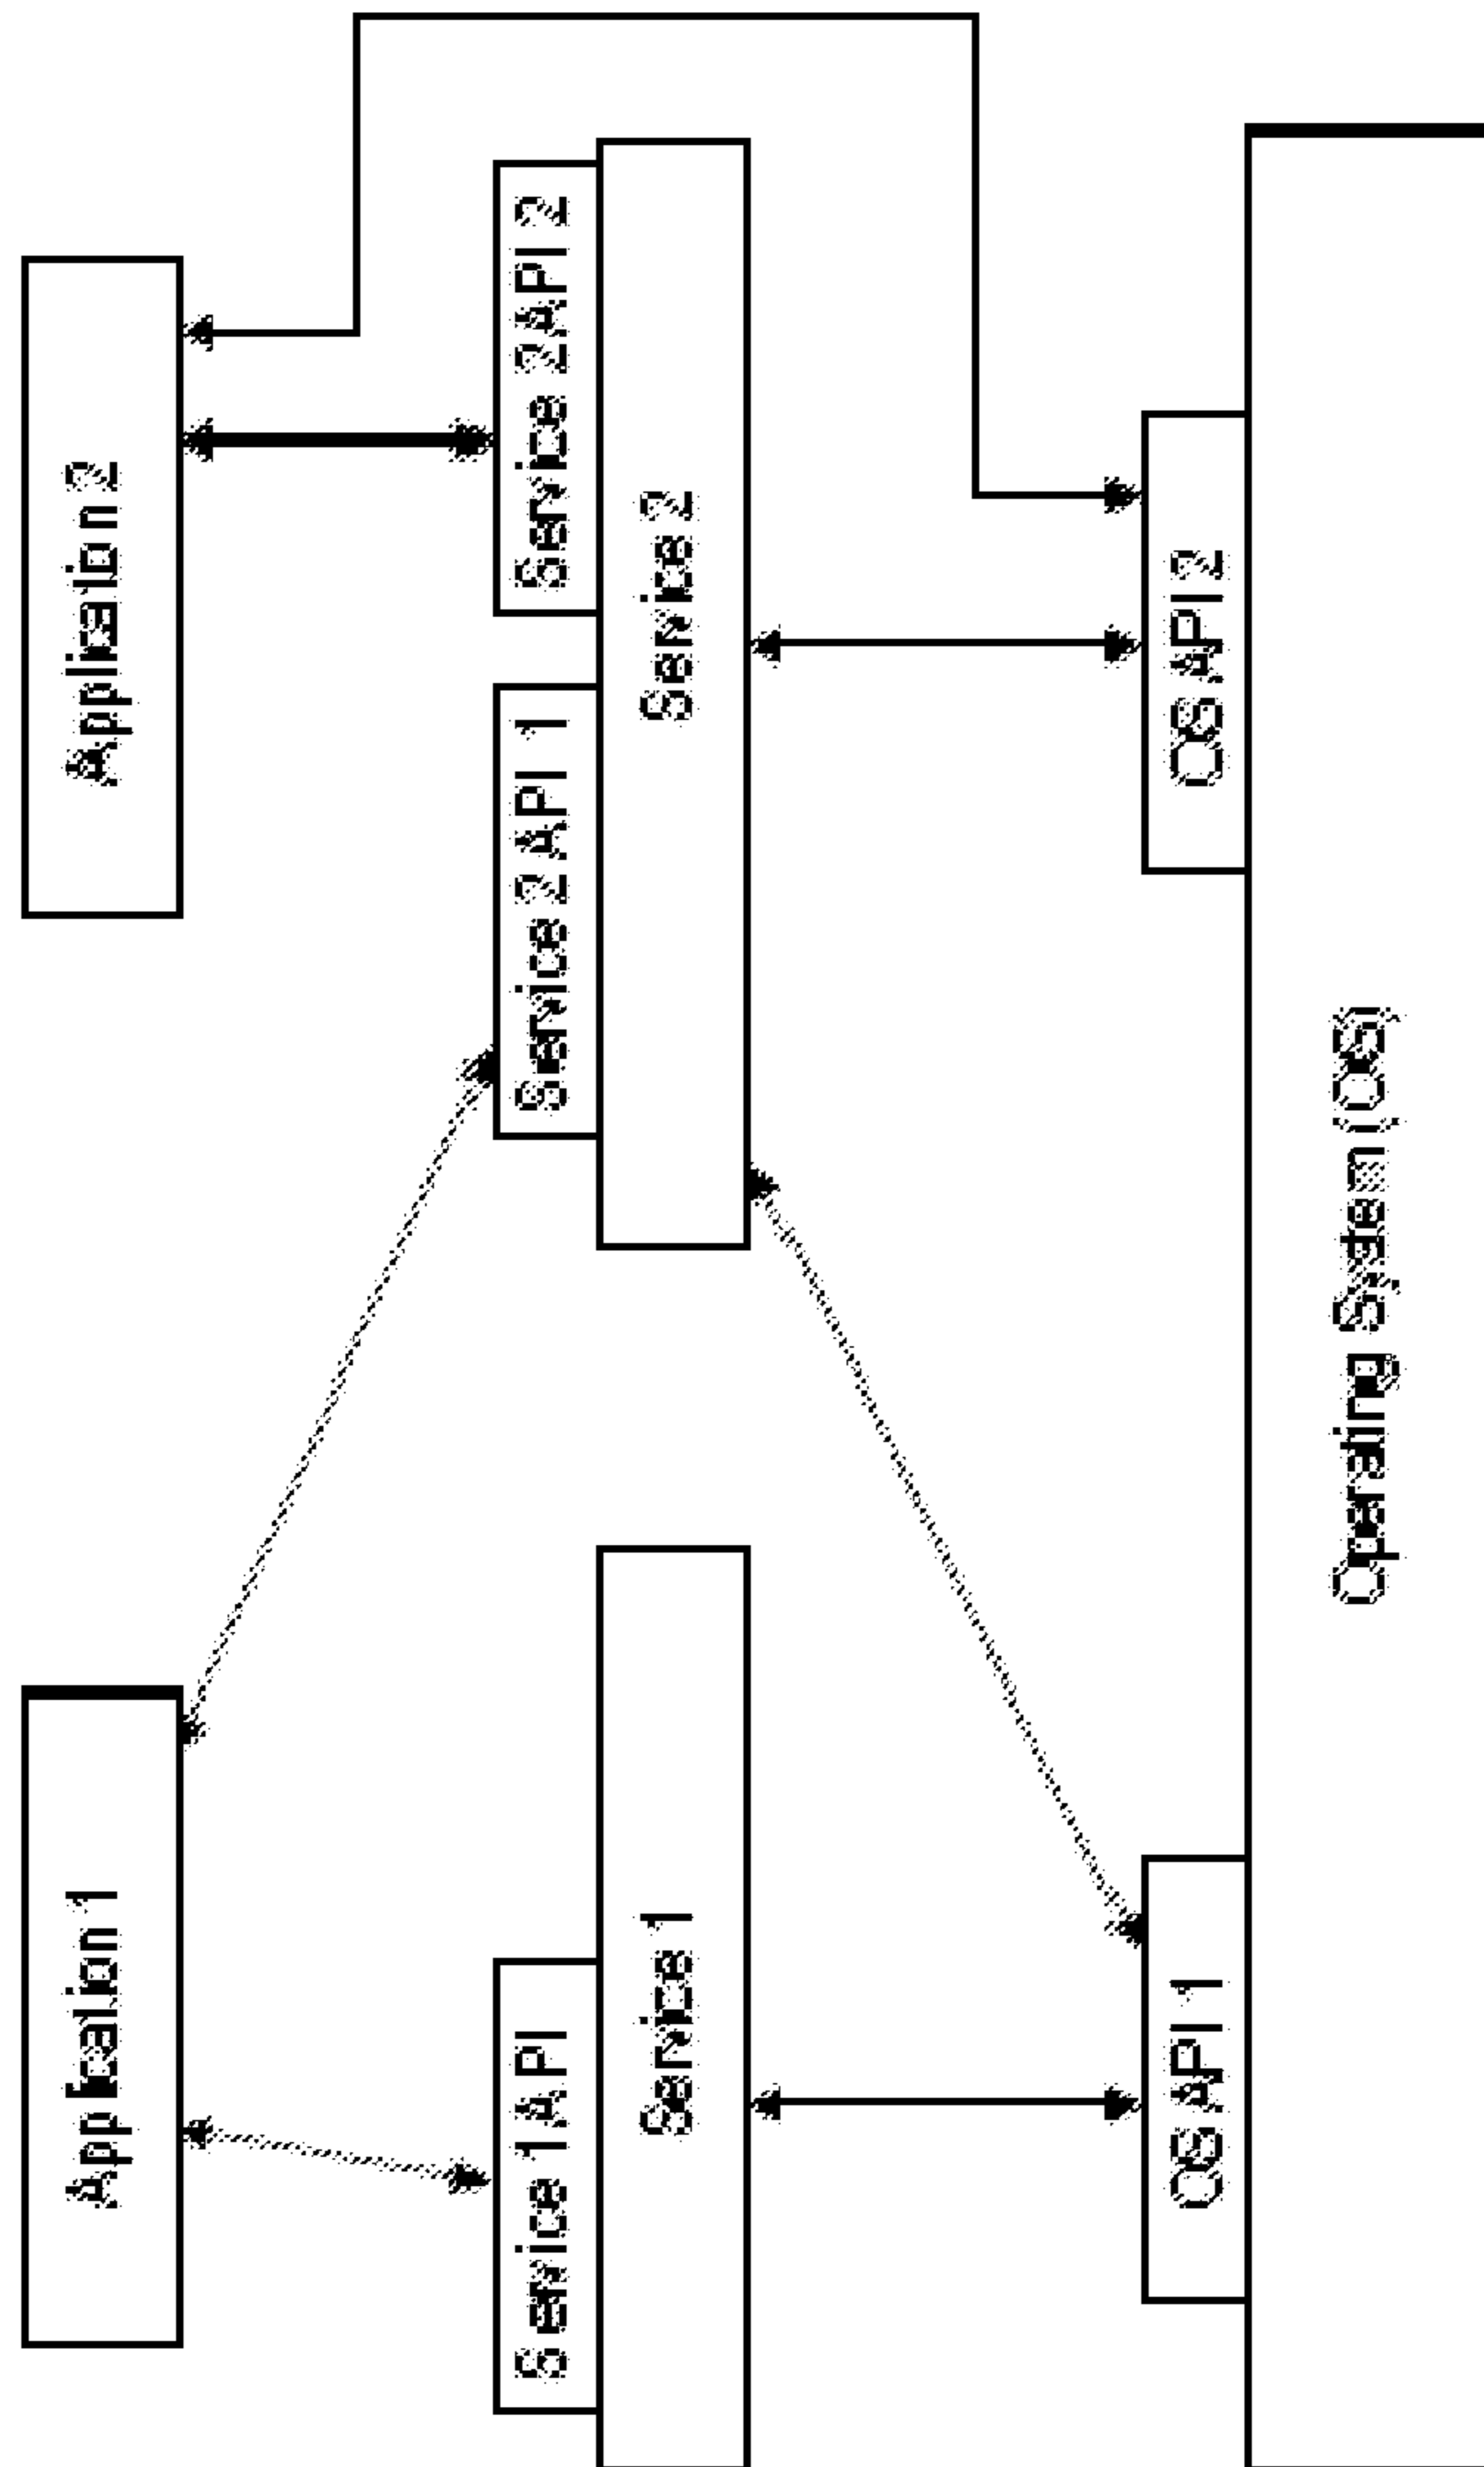 Application 1
Application 2
Service 1 API
Service 2 API 1
Service 2 API 2
Service 1
Service 2
OS API 1
OS API 2
Operating System (OS)